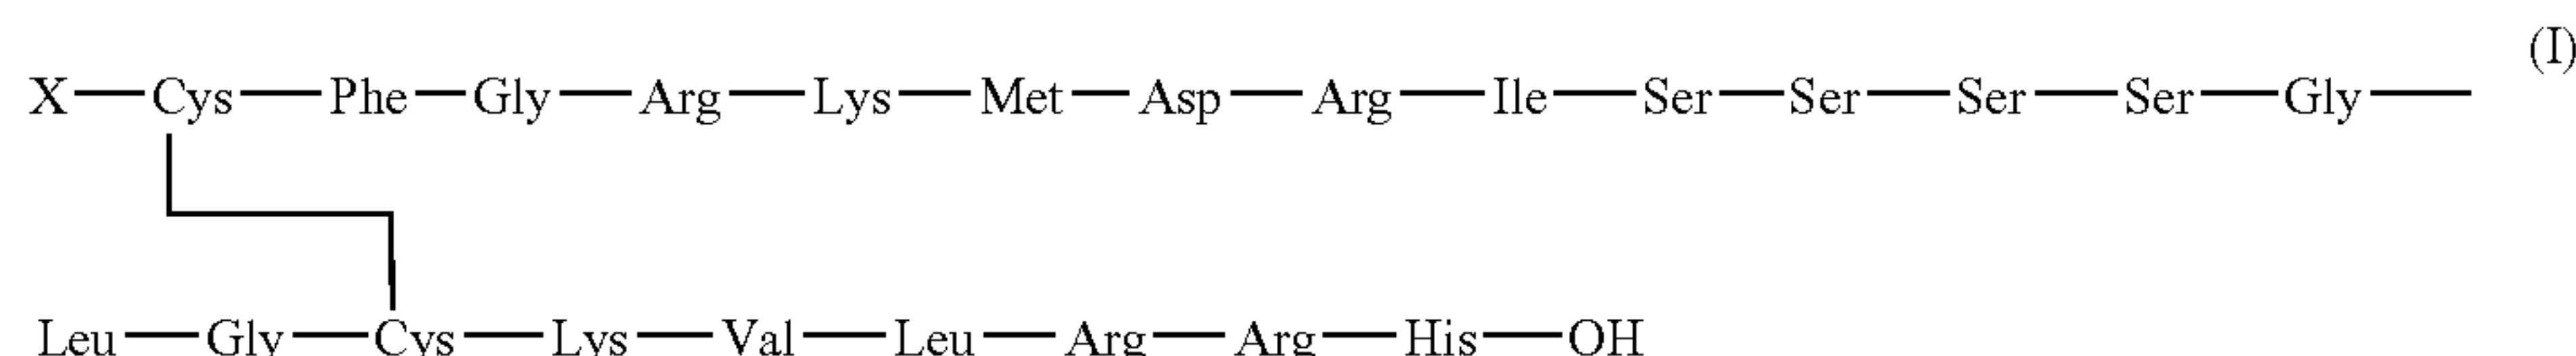 (I)
X—Cys—Phe—Gly—Arg—Lys—Met—Asp—Arg—Ile—Ser—Ser—Ser—Ser—Gly—
Leu—Gly—Cys—Lys—Val—Leu—Arg—Arg—His—OH